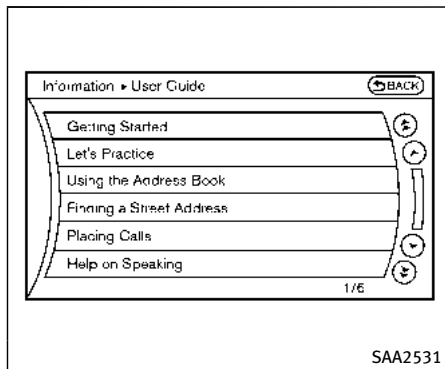 Information ▸ User Guide BACK
Getting Started
Let's Practice
Using the Address Book
Finding a Street Address
Placing Calls
Help on Speaking
1/6
SAA2531